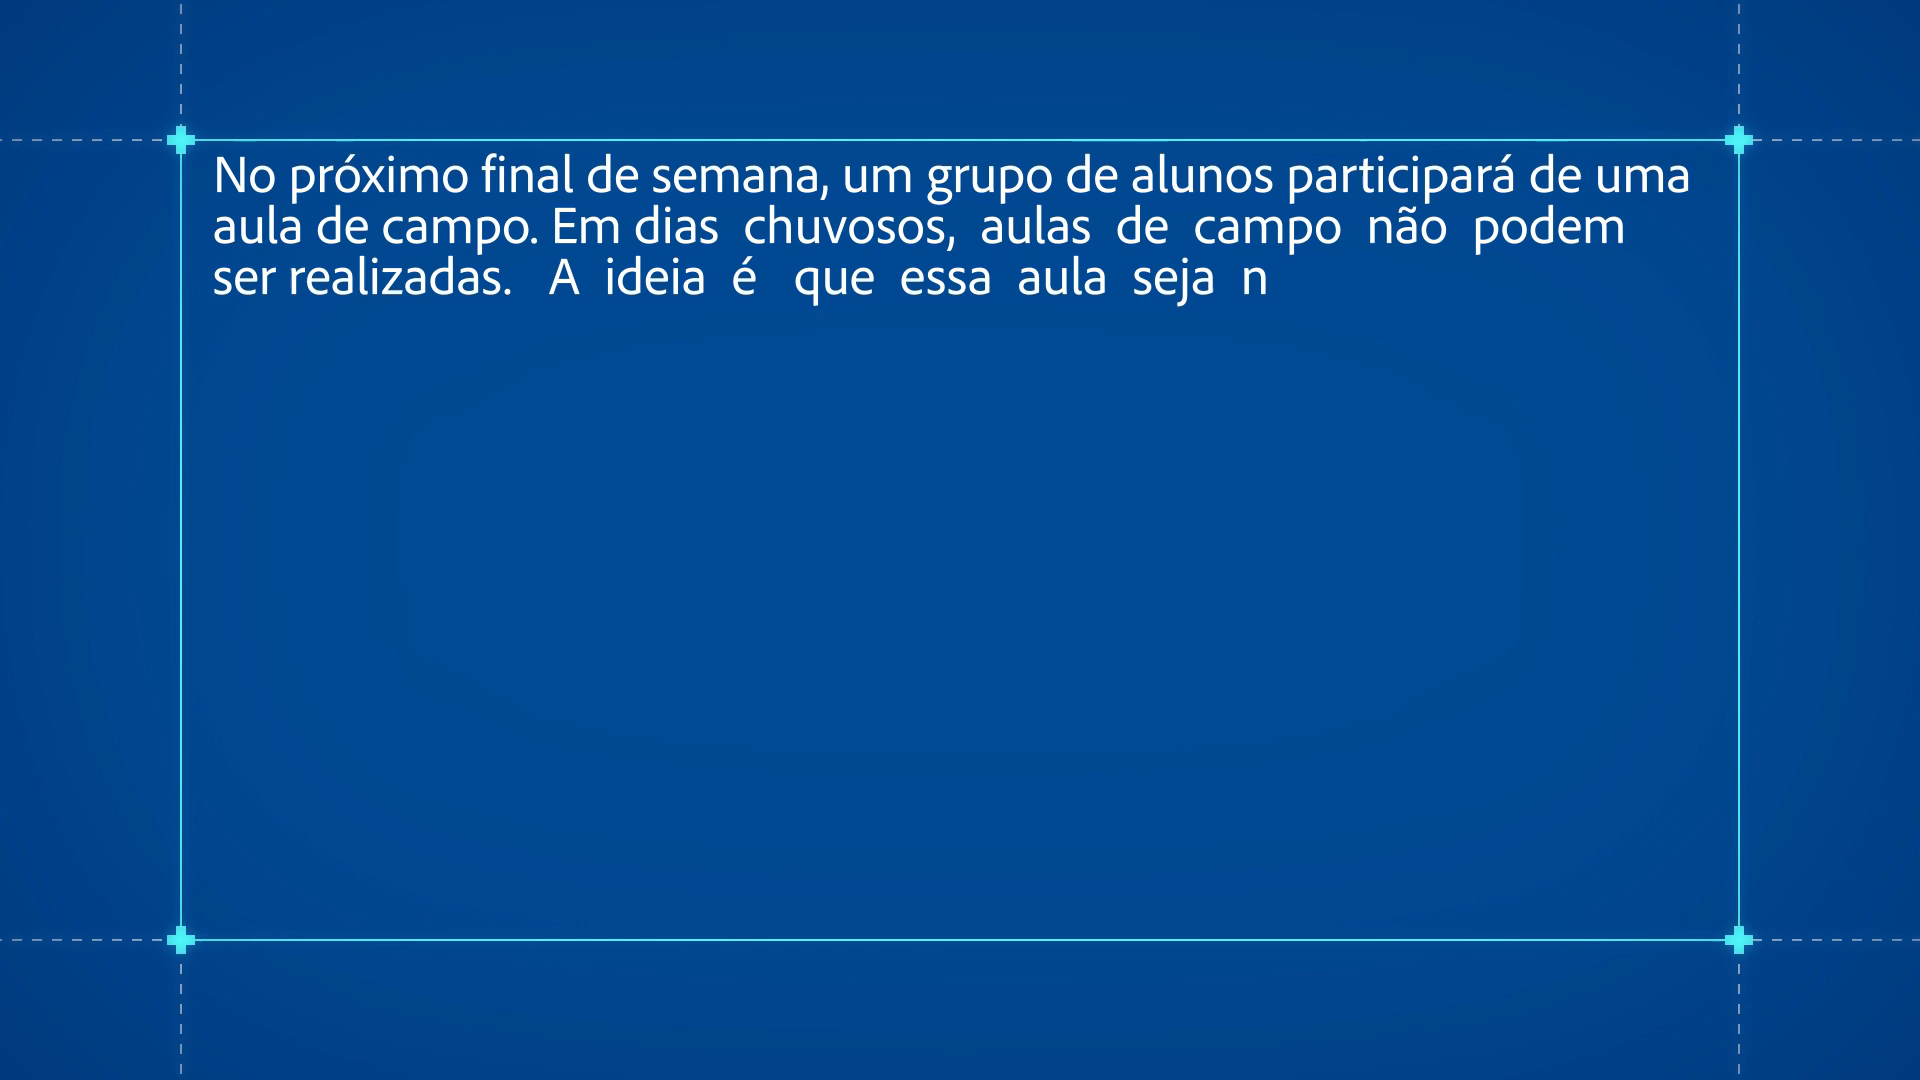 No próximo final de semana, um grupo de alunos participará de uma
aula de campo. Em dias chuvosos, aulas de campo não podem
ser realizadas. A ideia é que essa aula seja n